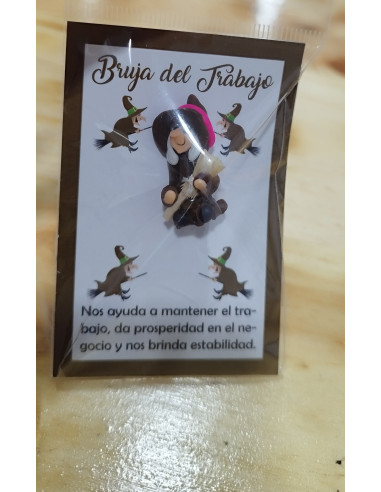 Bruja del Trabajo
Nos ayuda a mantener el tra-
bajo, da prosperidad en el ne-
gocio y nos brinda estabilidad.